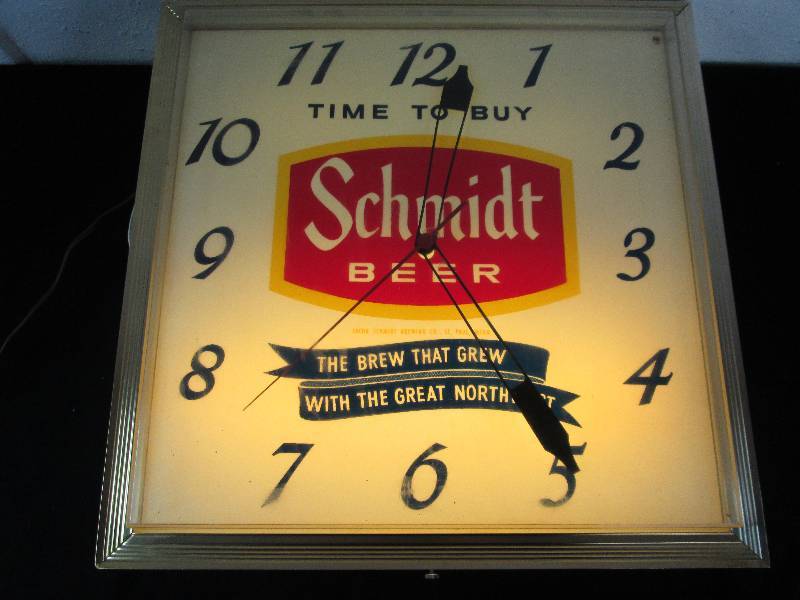 11 12 1
TIME TO BUY
10 2
Schmidt
9 3
BEER
THE BREW THAT GREW
8 4
WITH THE GREAT
7 6 5